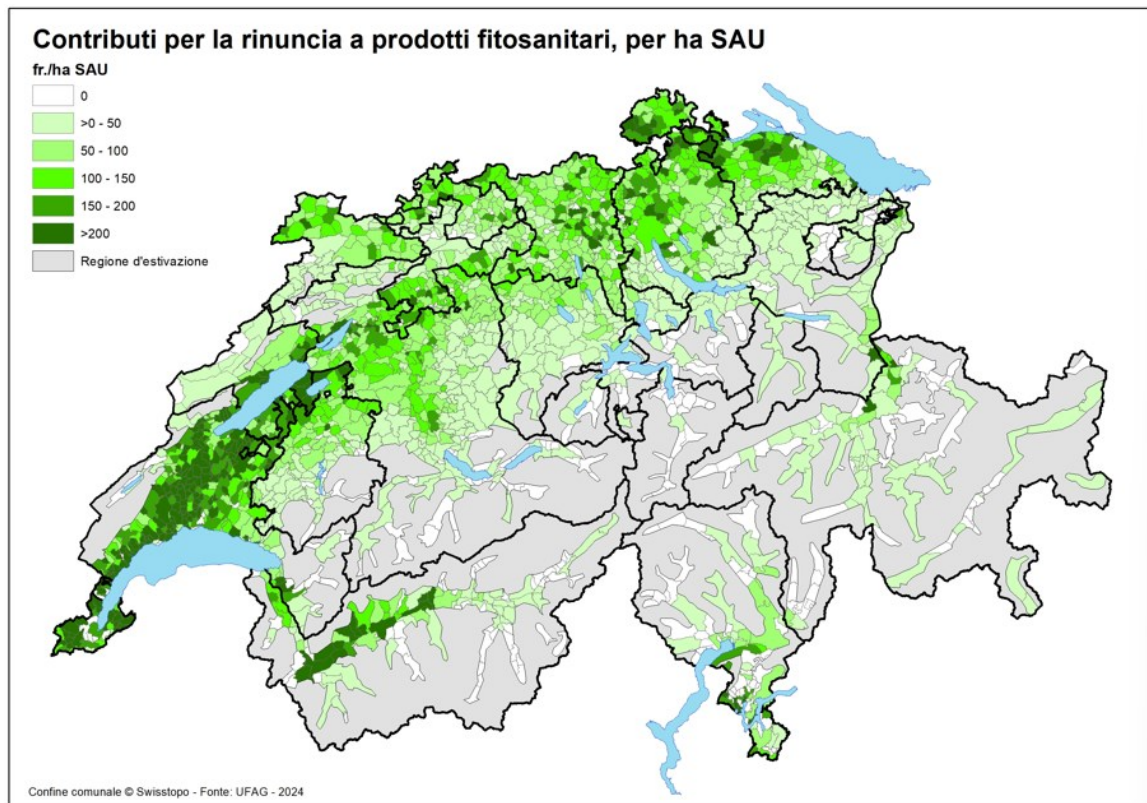 Contributi per la rinuncia a prodotti fitosanitari, per ha SAU
fr./ha SAU
0
>0 - 50
50 - 100
100 - 150
150 - 200
>200
Regione d'estivazione
Confine comunale © Swisstopo - Fonte: UFAG - 2024